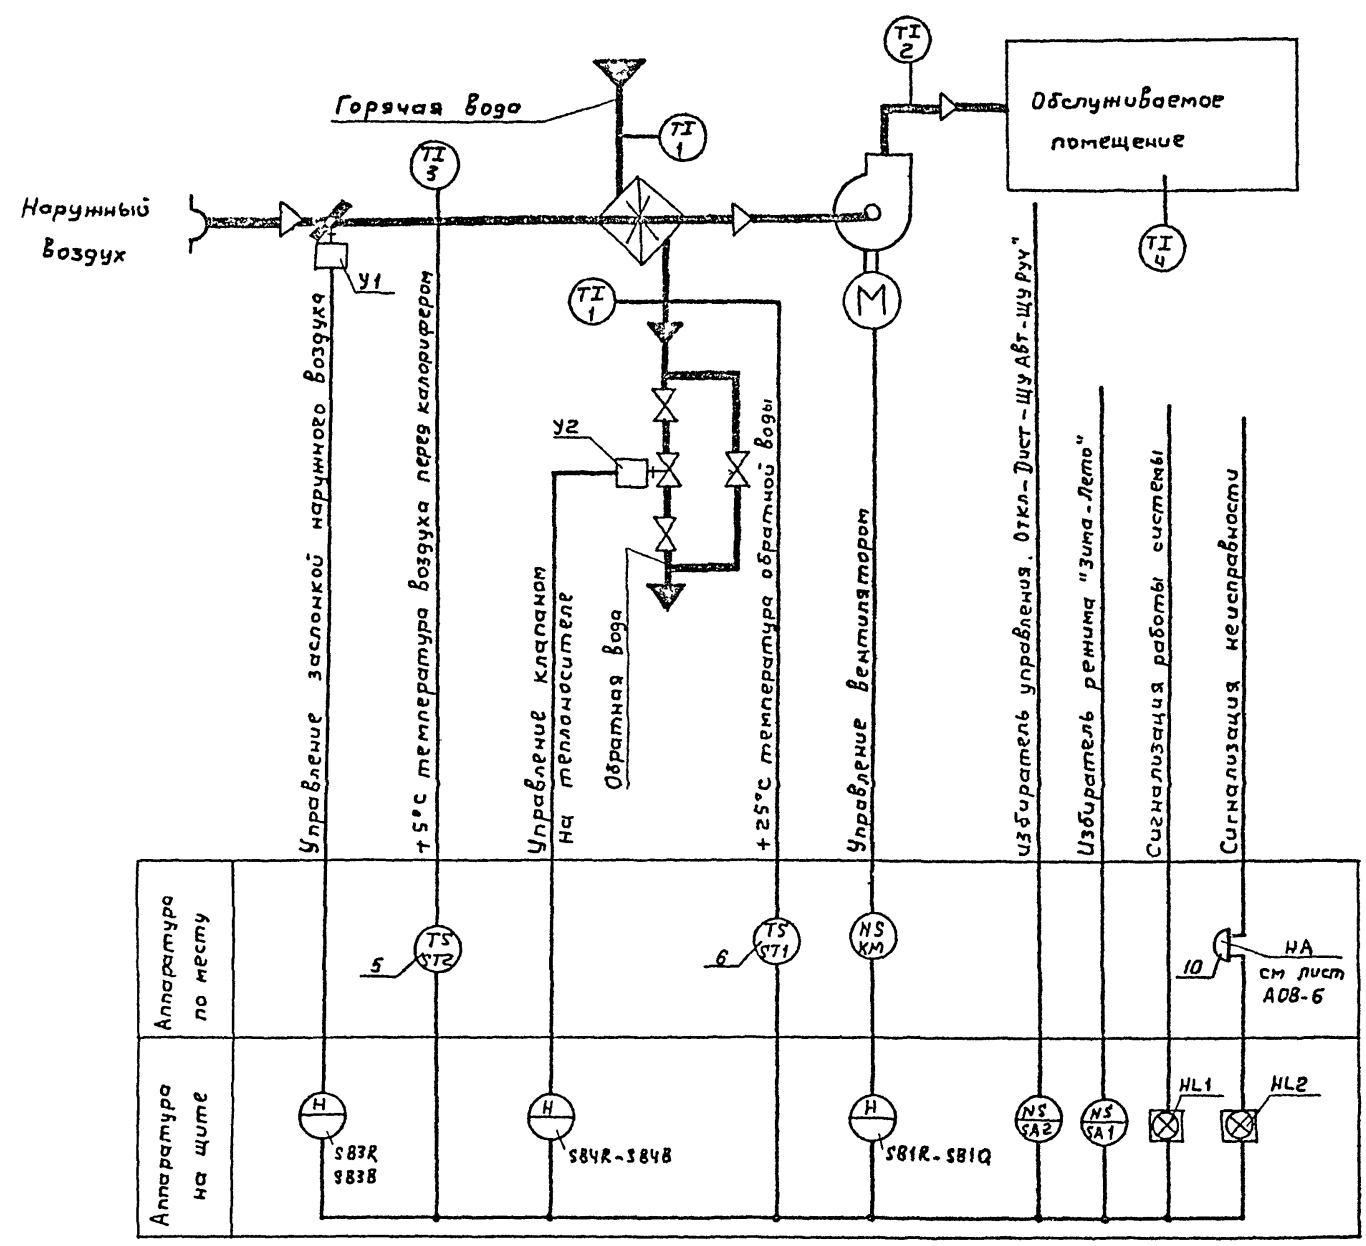 TI
2
Горячая вода
Обслуживаемое
помещение
TI
1
TI
3
Наружный
воздух
TI
4
У1
TI
1
М
У2
Управление заслонкой наружного воздуха
+5°С температура воздуха перед калорифером
Управление клапаном
на теплоносителе
Обратная вода
+25°С температура обратной воды
Управление вентилятором
избиратель управления. Откл-Дист-ЩУ Авт-ЩУ Руч"
Избиратель режима "Зима-Лето"
Сигнализация работы системы
Сигнализация неисправности
Аппаратура
по месту
5
TS
ST2
6
TS
ST1
NS
KM
10
HA
см лист
АОВ-6
Аппаратура
на щите
H
SB3R
SB3B
H
SB4R-SB4B
H
SB1R-SB1Q
NS
SA2
NS
SA1
HL1
HL2